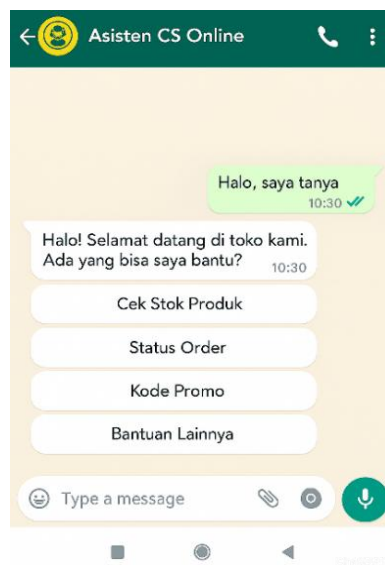 Asisten CS Online
Halo, saya tanya
10:30
Halo! Selamat datang di toko kami.
Ada yang bisa saya bantu?
10:30
Cek Stok Produk
Status Order
Kode Promo
Bantuan Lainnya
Type a message